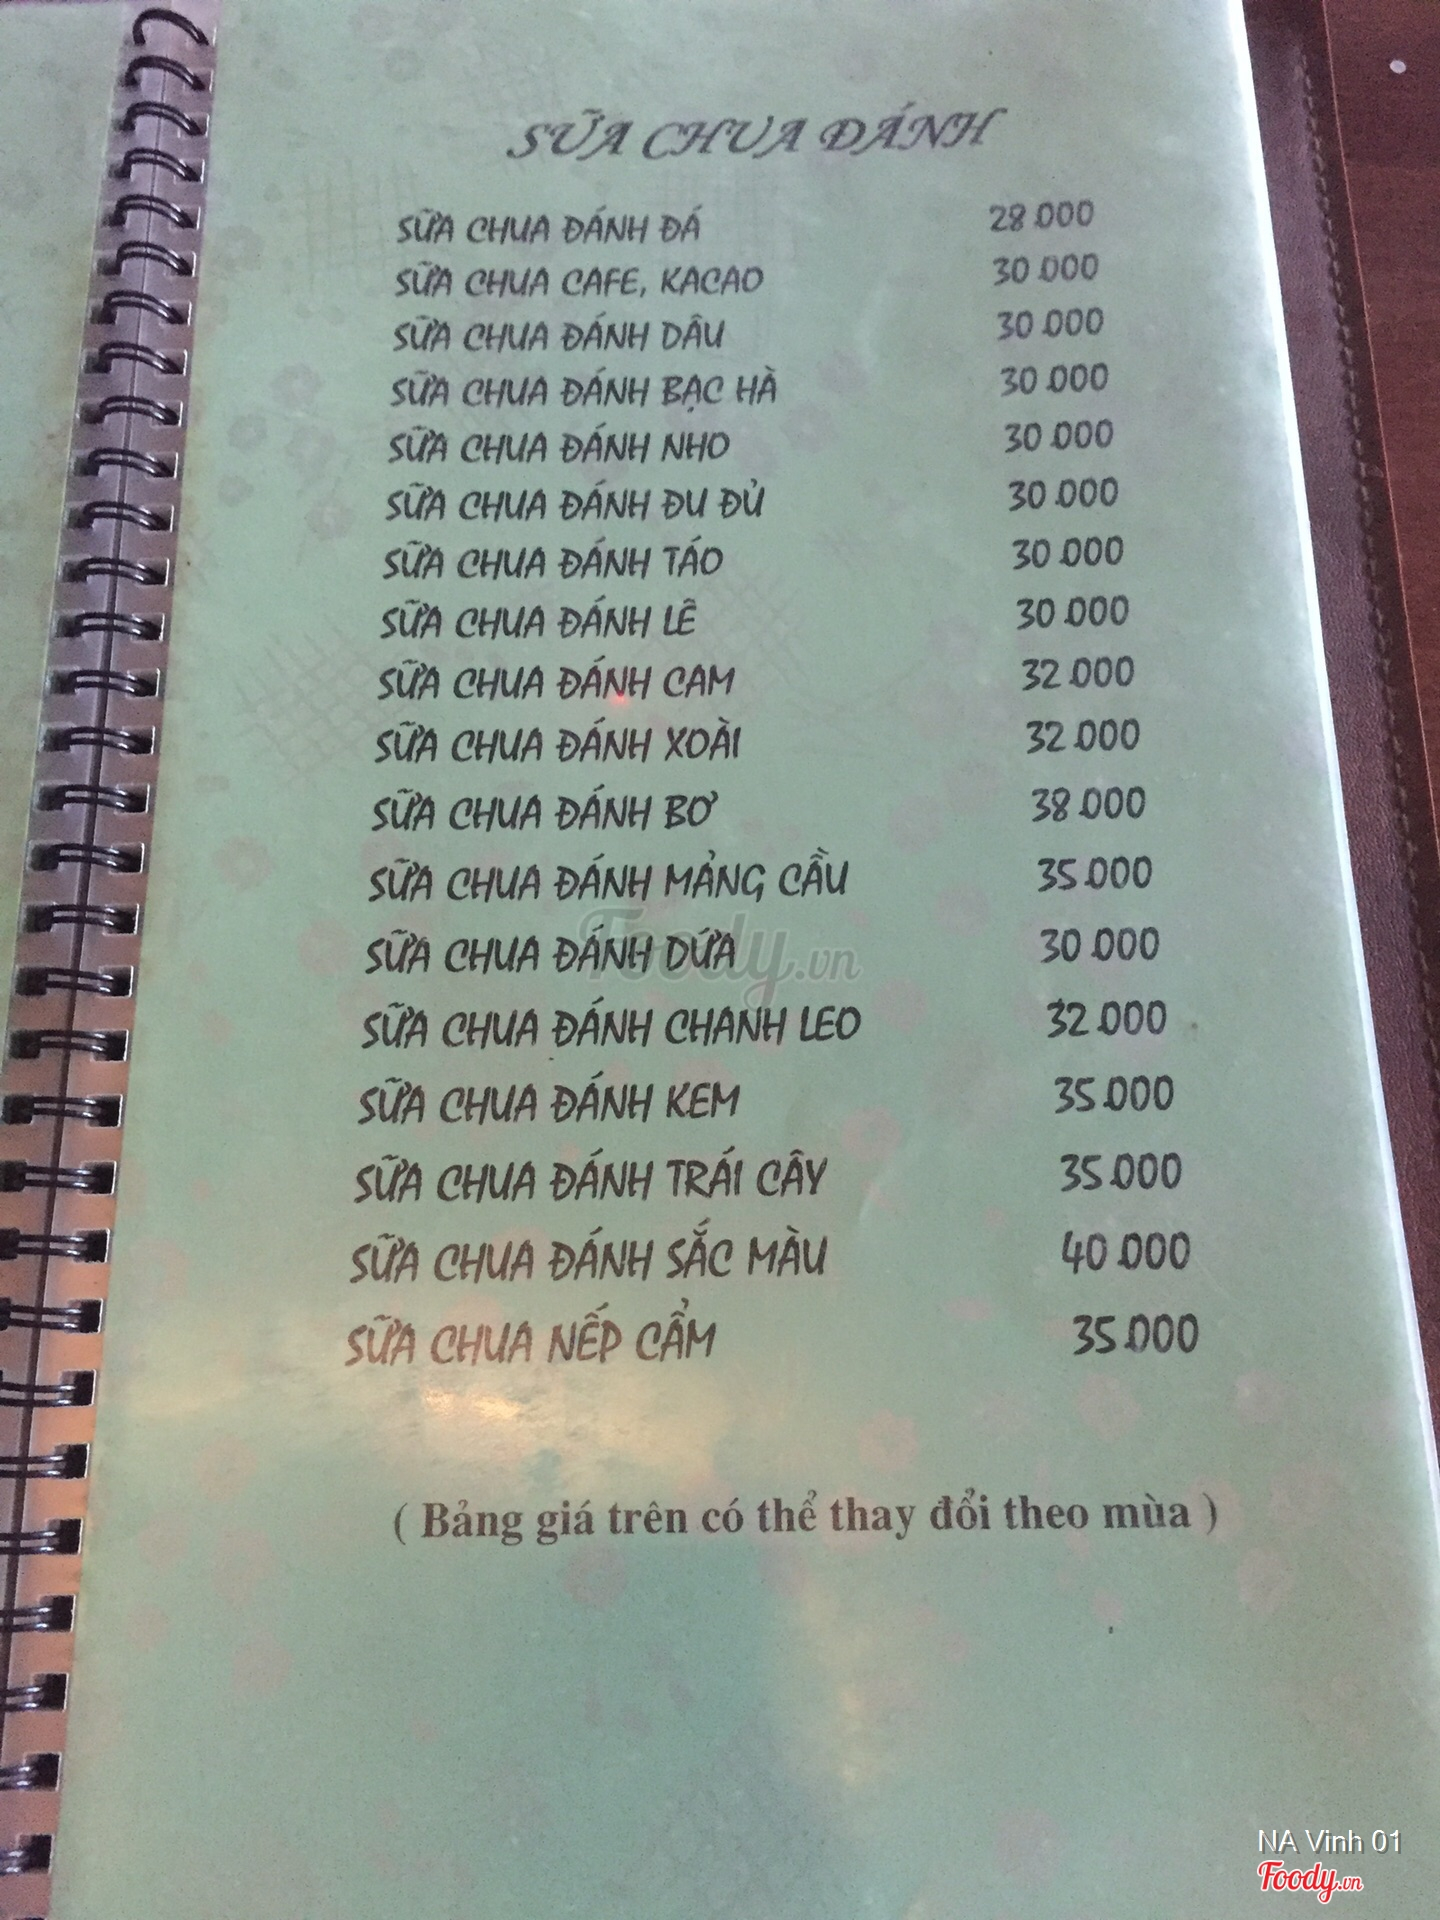 SỮA CHUA ĐÁNH
SỮA CHUA ĐÁNH ĐÁ 28.000
SỮA CHUA CAFE, KACAO 30.000
SỮA CHUA ĐÁNH DÂU 30.000
SỮA CHUA ĐÁNH BẠC HÀ 30.000
SỮA CHUA ĐÁNH NHO 30.000
SỮA CHUA ĐÁNH ĐU ĐỦ 30.000
SỮA CHUA ĐÁNH TÁO 30.000
SỮA CHUA ĐÁNH LÊ 30.000
SỮA CHUA ĐÁNH CAM 32.000
SỮA CHUA ĐÁNH XOÀI 32.000
SỮA CHUA ĐÁNH BƠ 38.000
SỮA CHUA ĐÁNH MẢNG CẦU 35.000
SỮA CHUA ĐÁNH DỨA 30.000
Foody.vn
SỮA CHUA ĐÁNH CHANH LEO 32.000
SỮA CHUA ĐÁNH KEM 35.000
SỮA CHUA ĐÁNH TRÁI CÂY 35.000
SỮA CHUA ĐÁNH SẮC MÀU 40.000
SỮA CHUA NẾP CẨM 35.000
( Bảng giá trên có thể thay đổi theo mùa )
NA Vinh 01
Foody.vn